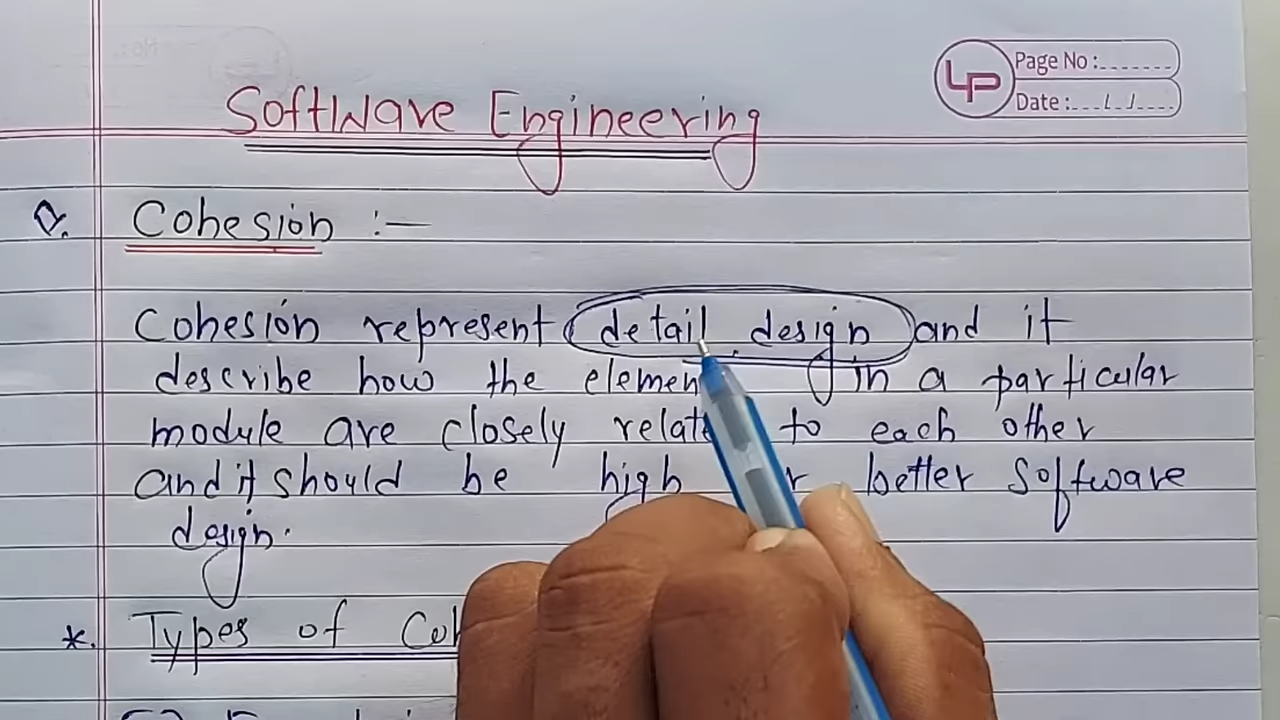 Page No :.......
Date : ... / ../....
Software Engineering
Q. Cohesion :-
Cohesion represent detail design and it
describe how the elemen in a particular
module are closely relate to each other
and it should be high r better software
design.
*. Types of Coh